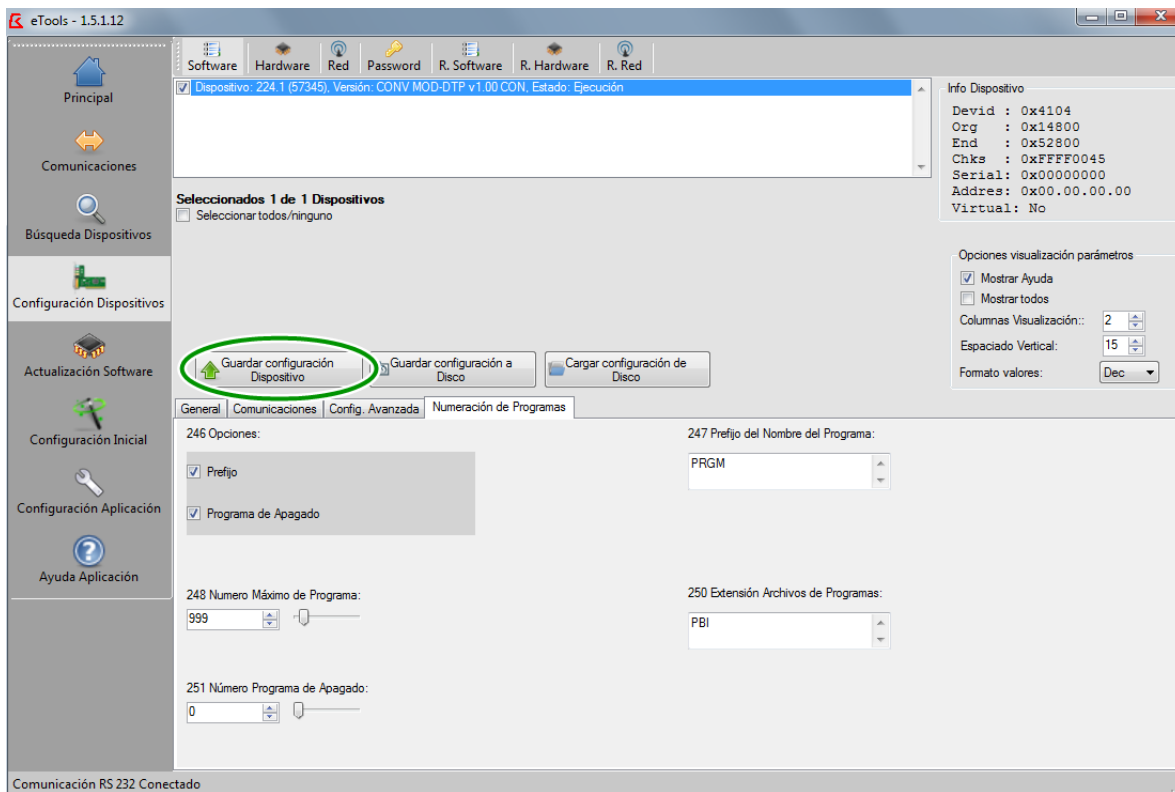 eTools - 1.5.1.12
Software Hardware Red Password R. Software R. Hardware R. Red
Principal
Comunicaciones
Búsqueda Dispositivos
Configuración Dispositivos
Actualización Software
Configuración Inicial
Configuración Aplicación
Ayuda Aplicación
Dispositivo: 224.1 (57345), Versión: CONV MOD-DTP v1.00 CON, Estado: Ejecución
Seleccionados 1 de 1 Dispositivos
Seleccionar todos/ninguno
Info Dispositivo
Devid : 0x4104
Org : 0x14800
End : 0x52800
Chks : 0xFFFF0045
Serial: 0x00000000
Addres: 0x00.00.00.00
Virtual: No
Opciones visualización parámetros
Mostrar Ayuda
Mostrar todos
Columnas Visualización:: 2
Espaciado Vertical: 15
Formato valores: Dec
Guardar configuración
Dispositivo
Guardar configuración a
Disco
Cargar configuración de
Disco
General Comunicaciones Config. Avanzada Numeración de Programas
246 Opciones:
Prefijo
Programa de Apagado
247 Prefijo del Nombre del Programa:
PRGM
248 Numero Máximo de Programa:
999
250 Extensión Archivos de Programas:
PBI
251 Número Programa de Apagado:
0
Comunicación RS 232 Conectado